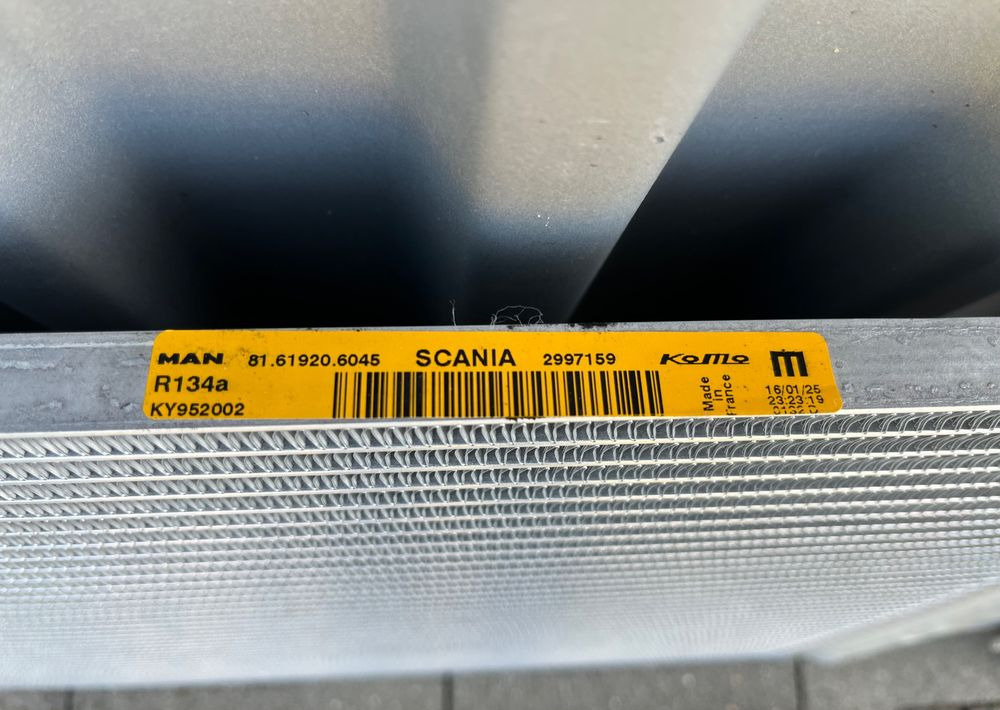 MAN 81.61920.6045 SCANIA 2997159 KoMo m
R134a
KY952002
Made
in
France
16/01/25
23:23:19